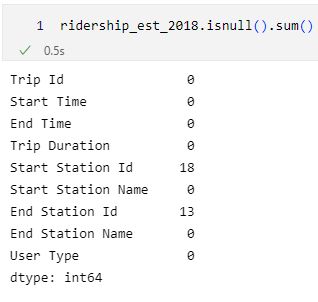 1 ridership_est_2018.isnull().sum()
0.5s
Trip Id 0
Start Time 0
End Time 0
Trip Duration 0
Start Station Id 18
Start Station Name 0
End Station Id 13
End Station Name 0
User Type 0
dtype: int64